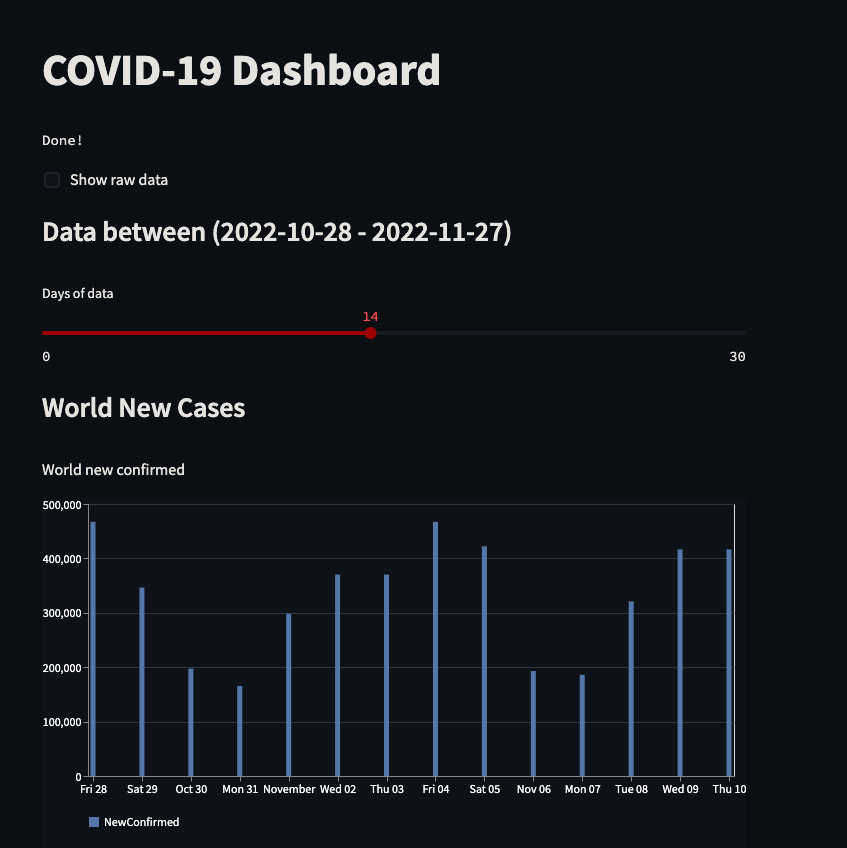 COVID-19 Dashboard
Done!
Show raw data
Data between (2022-10-28 - 2022-11-27)
Days of data
14
0 30
World New Cases
World new confirmed
500,000
400,000
300,000
200,000
100,000
0
Fri 28 Sat 29 Oct 30 Mon 31 November Wed 02 Thu 03 Fri 04 Sat 05 Nov 06 Mon 07 Tue 08 Wed 09 Thu 10
NewConfirmed